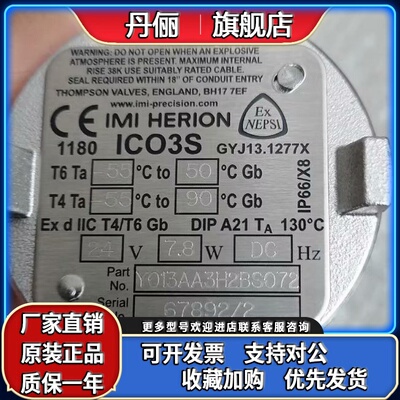 丹俪 旗舰店
WARNING: DO NOT OPEN WHEN AN EXPLOSIVE
ATMOSPHERE IS PRESENT. MAXIMUM INTERNAL
RISE 38K USE SUITABLY RATED CABLE.
SEAL REQUIRED WITHIN 18" OF CONDUIT ENTRY
THOMPSON VALVES, ENGLAND, BH17 7EF
www.imi-precision.com
CE IMI HERION Ex NEPSI
1180 ICO3S GYJ13.1277X
T6 Ta -55 °C to 50 °C Gb
T4 Ta -55 °C to 90 °C Gb
IP66/X8
Ex d IIC T4/T6 Gb DIP A21 TA 130°C
24 V 7.8 W DC Hz
Part No. Y013AA3H2BS072
Serial 67892/2
厂家直销
原装正品
质保一年
更多型号欢迎进店联系客服咨询
可开发票 支持对公
收藏加购 优先发货